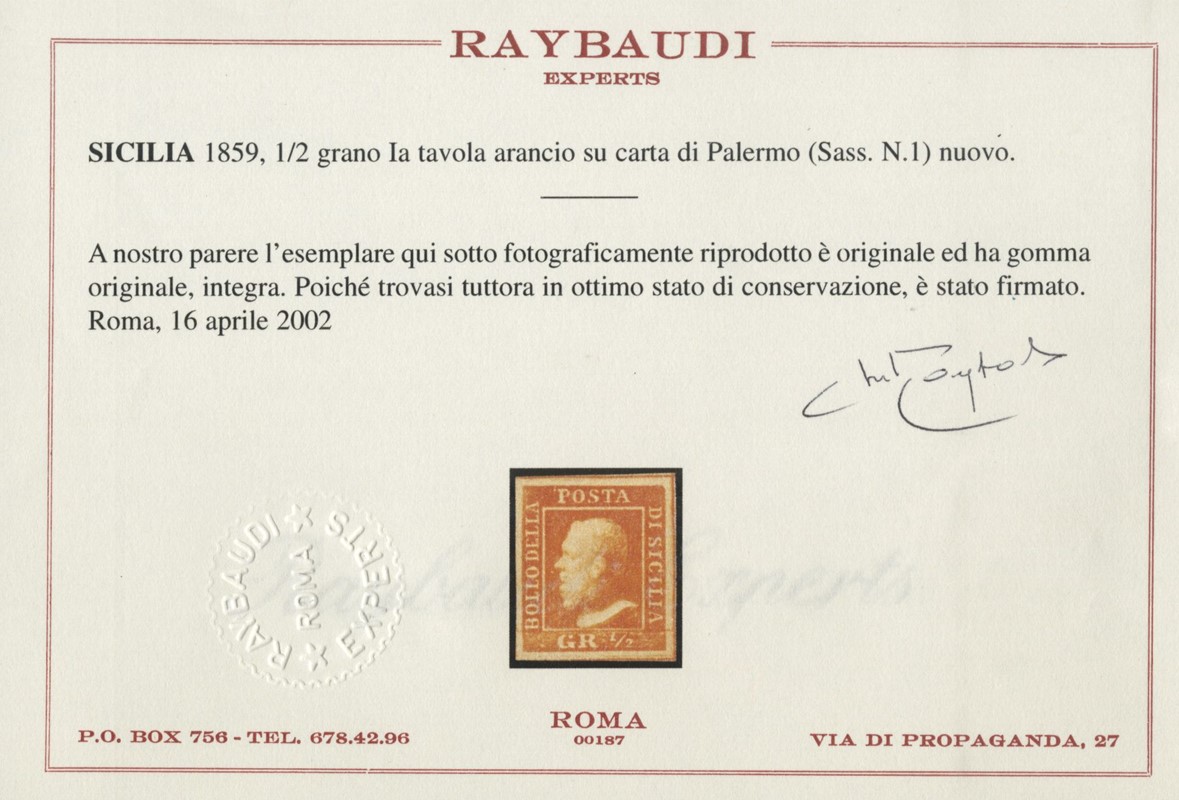 RAYBAUDI
EXPERTS
SICILIA 1859, 1/2 grano Ia tavola arancio su carta di Palermo (Sass. N.1) nuovo.
A nostro parere l'esemplare qui sotto fotograficamente riprodotto è originale ed ha gomma
originale, integra. Poiché trovasi tuttora in ottimo stato di conservazione, è stato firmato.
Roma, 16 aprile 2002
POSTA
BOLLO DELLA
DI SICILIA
GR. 1/2
RAYBAUDI EXPERTS
ROMA
Raybaudi Experts
P.O. BOX 756 - TEL. 678.42.96
ROMA
00187
VIA DI PROPAGANDA, 27